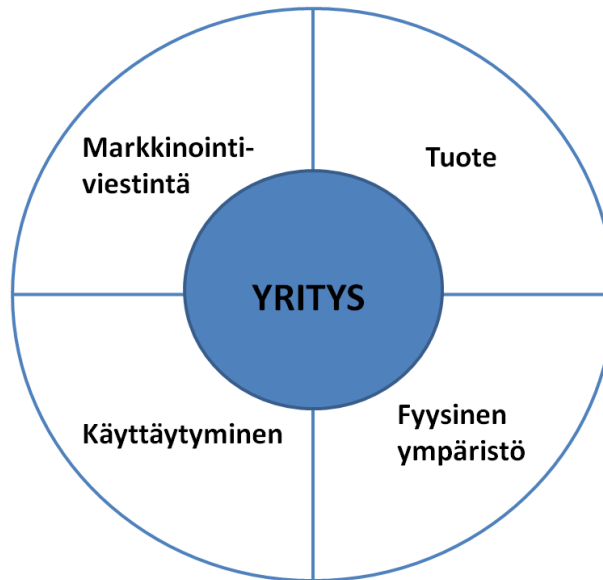 Markkinointi-
viestintä
Tuote
YRITYS
Käyttäytyminen
Fyysinen
ympäristö